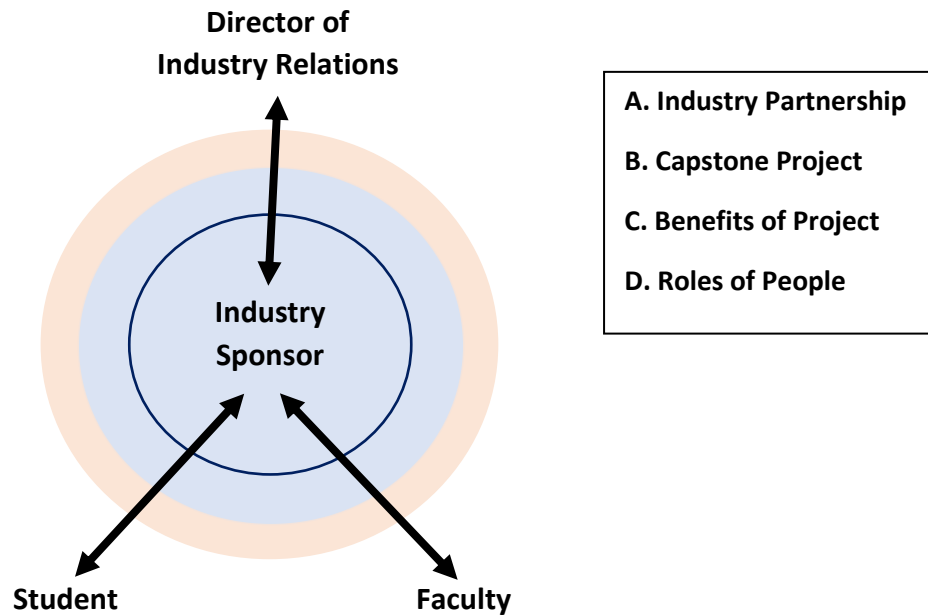 Director of
Industry Relations
A. Industry Partnership
B. Capstone Project
C. Benefits of Project
D. Roles of People
Industry
Sponsor
Student
Faculty